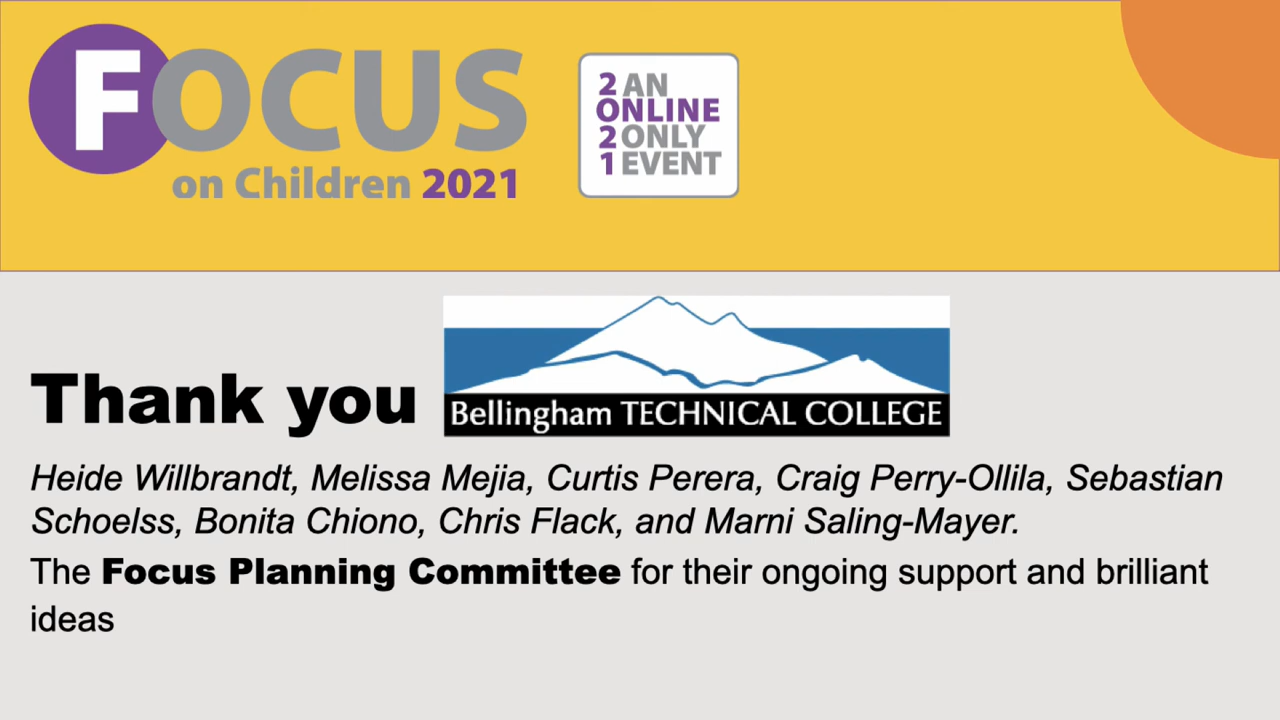 FOCUS
on Children 2021
2 AN
ONLINE
2 ONLY
1 EVENT
Thank you
Bellingham TECHNICAL COLLEGE
Heide Willbrandt, Melissa Mejia, Curtis Perera, Craig Perry-Ollila, Sebastian
Schoelss, Bonita Chiono, Chris Flack, and Marni Saling-Mayer.
The Focus Planning Committee for their ongoing support and brilliant
ideas